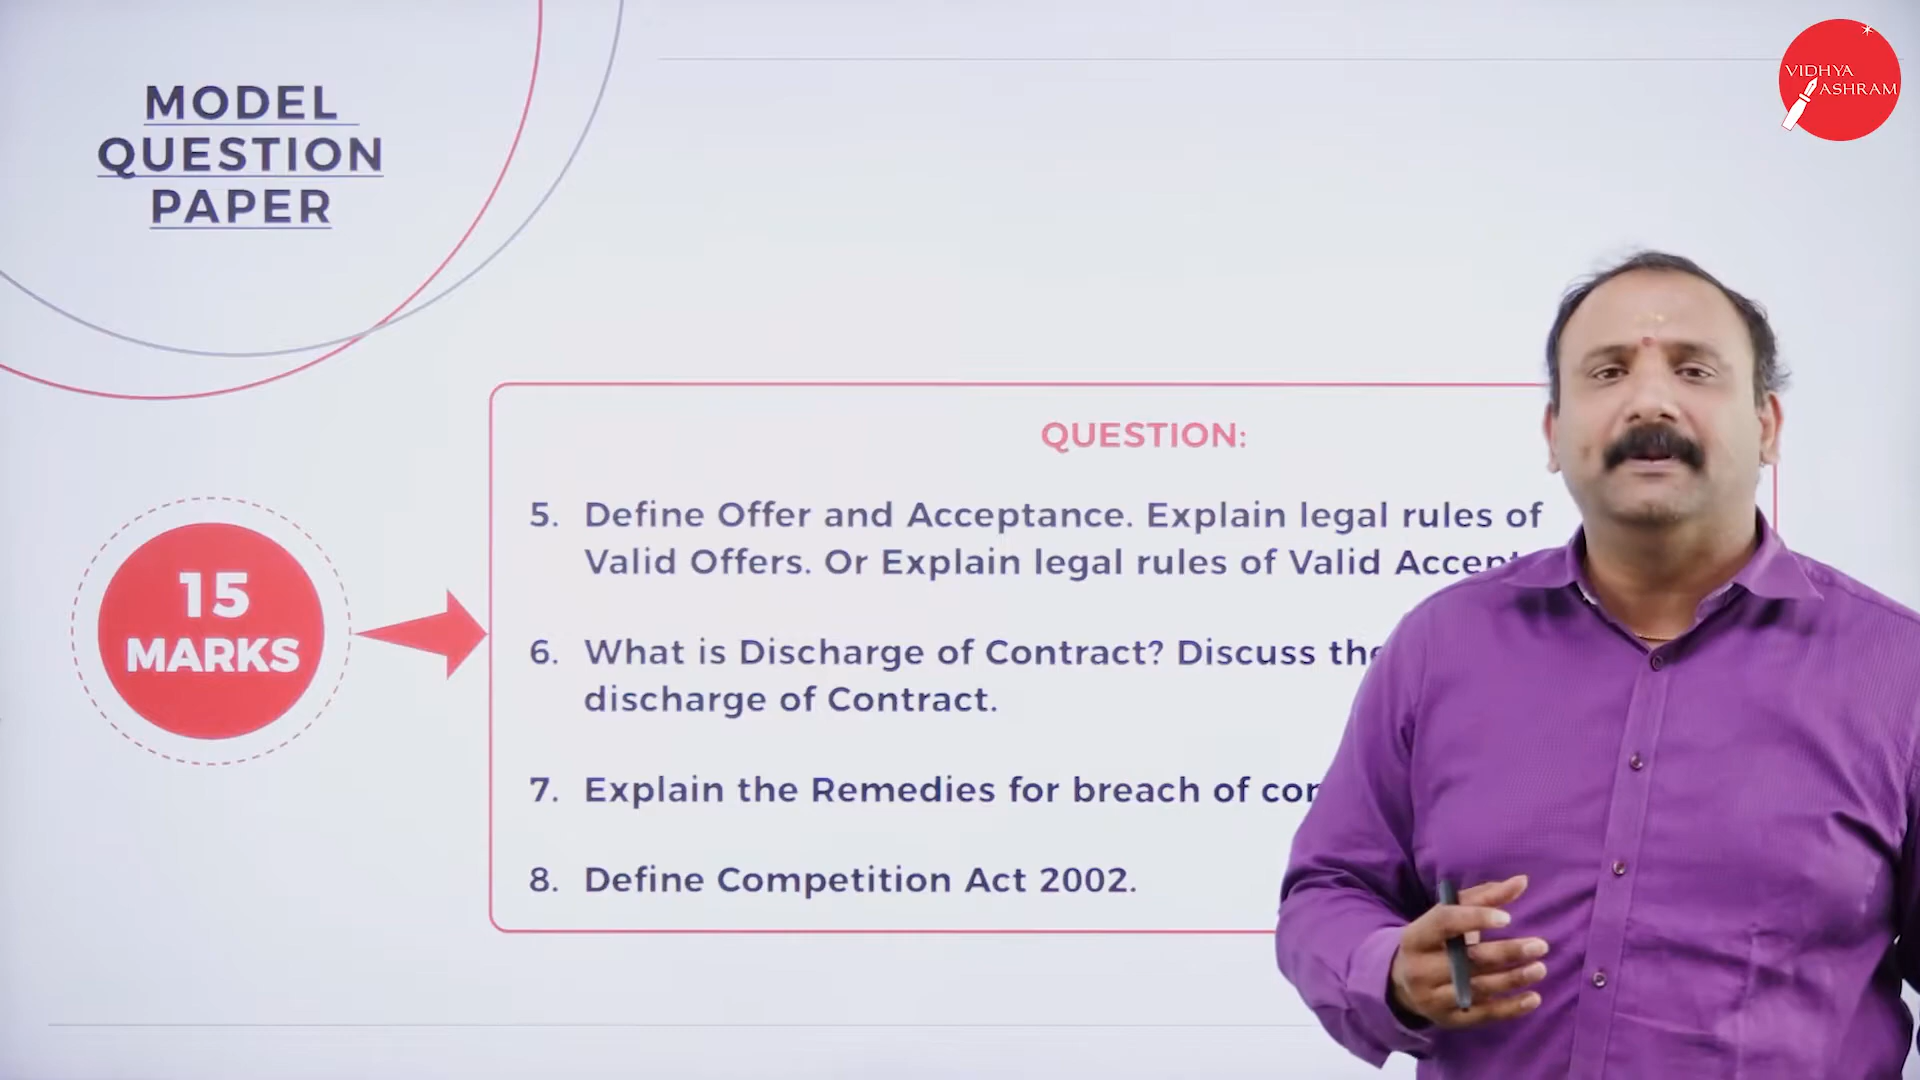 MODEL
QUESTION
PAPER
VIDHYA
ASHRAM
QUESTION:
5. Define Offer and Acceptance. Explain legal rules of
Valid Offers. Or Explain legal rules of Valid
15
MARKS
6. What is Discharge of Contract? Discuss the
discharge of Contract.
7. Explain the Remedies for breach of
8. Define Competition Act 2002.